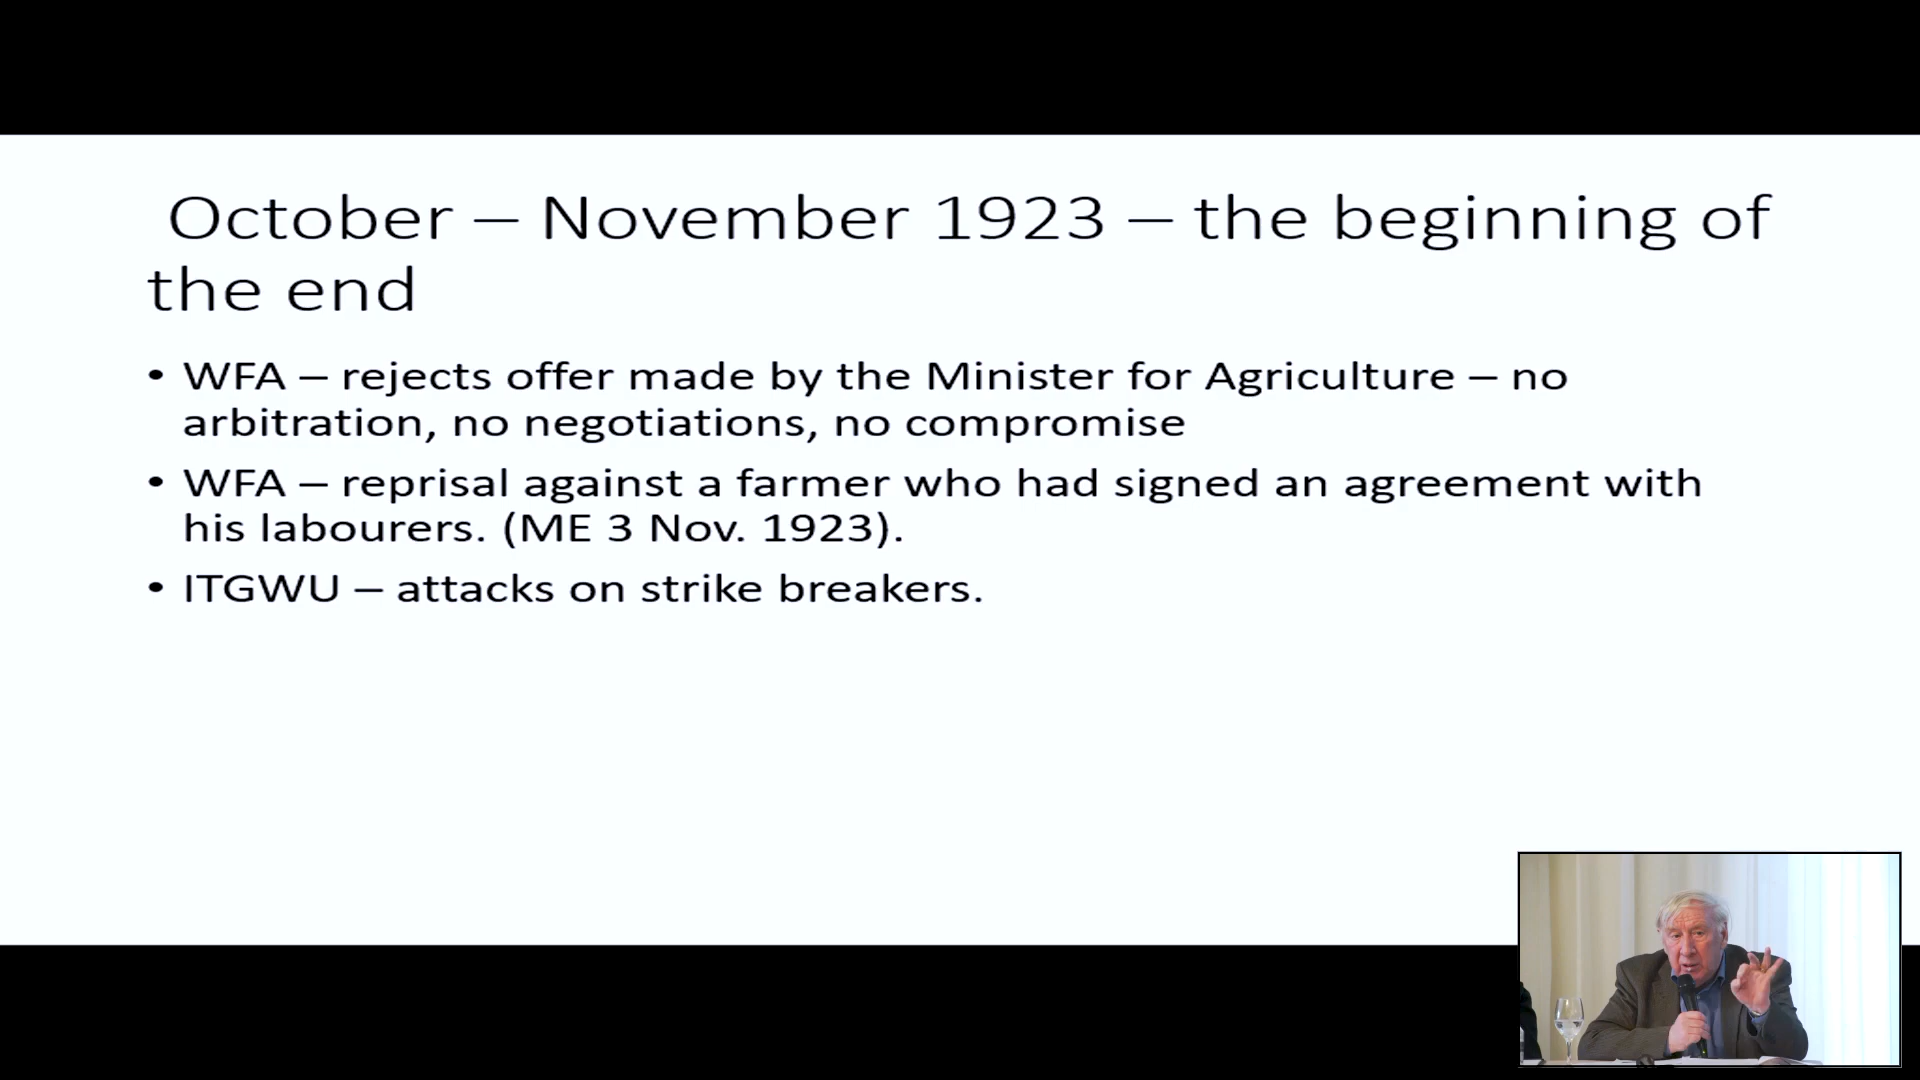 October – November 1923 – the beginning of
the end
• WFA – rejects offer made by the Minister for Agriculture – no
arbitration, no negotiations, no compromise
• WFA – reprisal against a farmer who had signed an agreement with
his labourers. (ME 3 Nov. 1923).
• ITGWU – attacks on strike breakers.